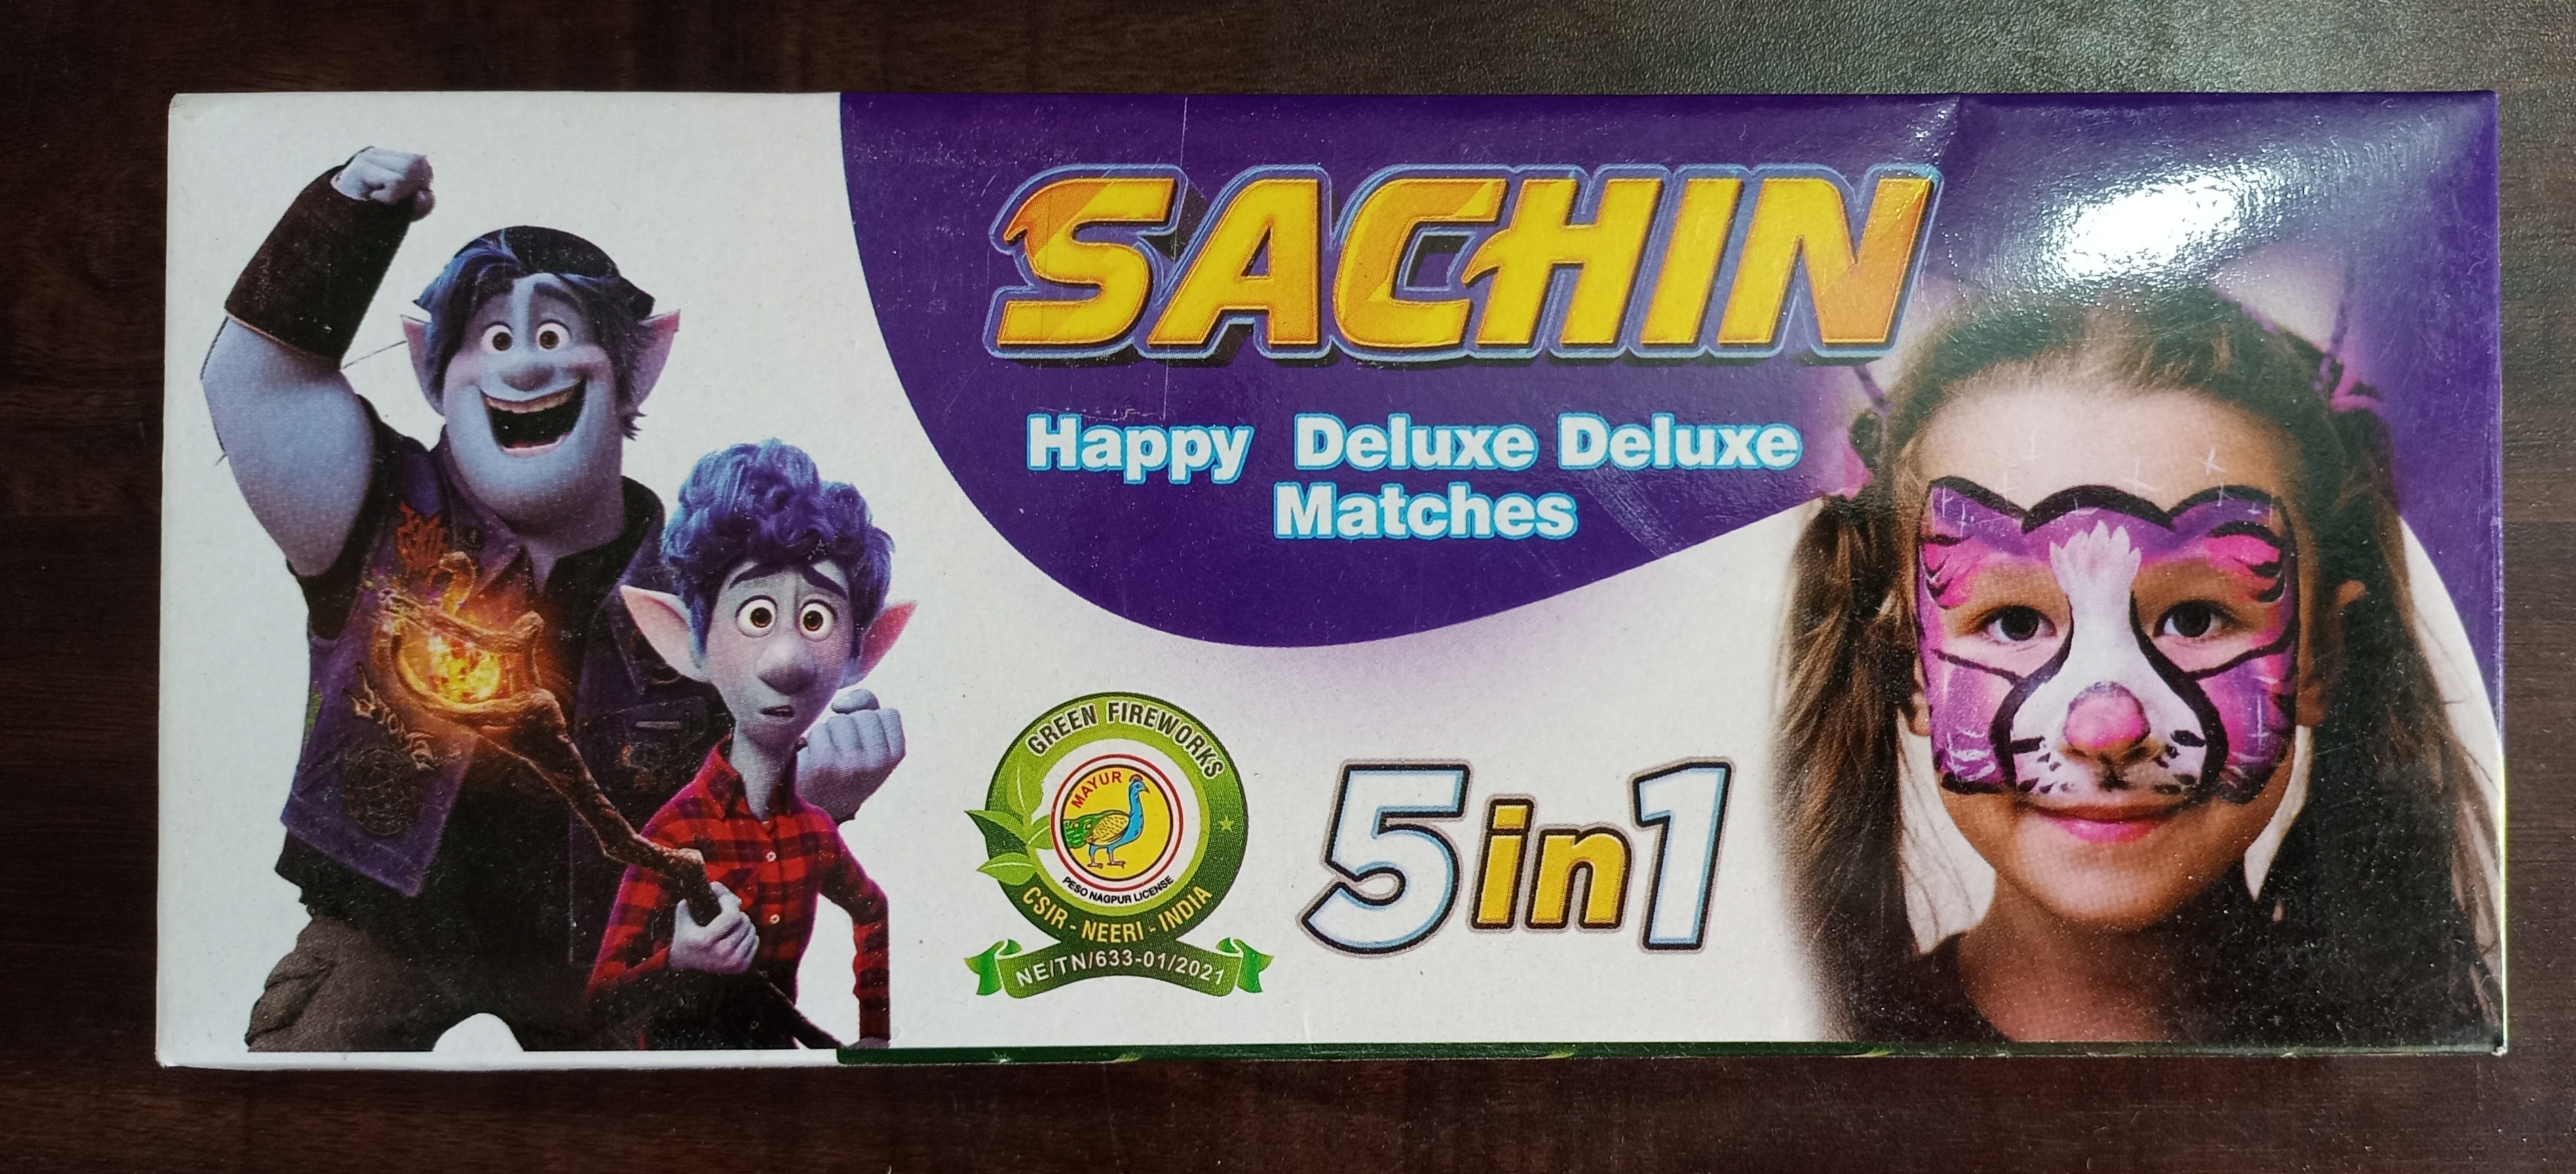 SACHIN
Happy Deluxe Deluxe
Matches
GREEN FIREWORKS
MAYUR
PESO NAGPUR LICENSE
CSIR - NEERI - INDIA
NE/TN/633-01/2021
5in1